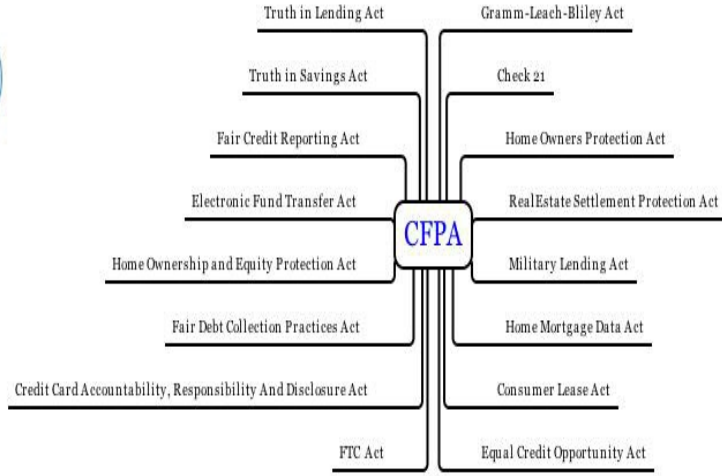 Truth in Lending Act
Gramm-Leach-Bliley Act
Truth in Savings Act
Check 21
Fair Credit Reporting Act
Home Owners Protection Act
Electronic Fund Transfer Act
RealEstate Settlement Protection Act
CFPA
Home Ownership and Equity Protection Act
Military Lending Act
Fair Debt Collection Practices Act
Home Mortgage Data Act
Credit Card Accountability, Responsibility And Disclosure Act
Consumer Lease Act
FTC Act
Equal Credit Opportunity Act